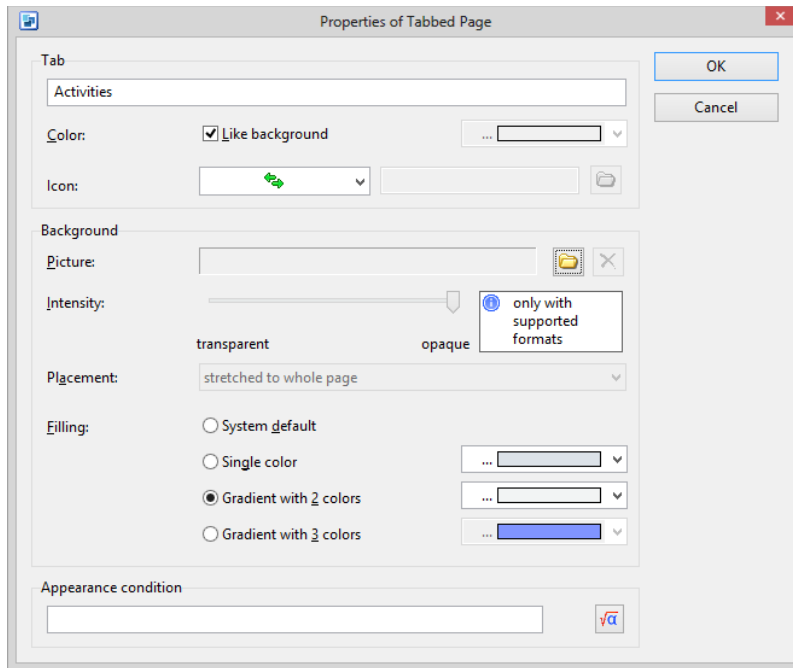 Properties of Tabbed Page
Tab
OK
Activities
Cancel
Color:
Like background
...
Icon:
Background
Picture:
Intensity:
only with
supported
formats
transparent
opaque
Placement:
stretched to whole page
Filling:
System default
Single color
...
Gradient with 2 colors
...
Gradient with 3 colors
...
Appearance condition
√α